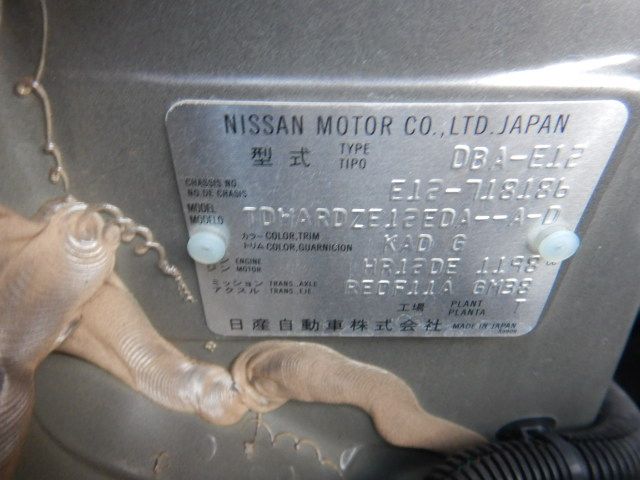 NISSAN MOTOR CO., LTD. JAPAN
型式 TYPE TIPO DBA-E12
CHASSIS NO. NO. DE CHASIS E12-718186
MODEL MODELO TDWARDZE12EDA--A-D
カラー COLOR, TRIM トリム COLOR, GUARNICION KAD G
ENGINE MOTOR HR12DE 1198 cc
ミッション TRANS., AXLE アクスル TRANS., EJE. RE0F11A GM38
工場 PLANT PLANTA 7
日産自動車株式会社 MADE IN JAPAN